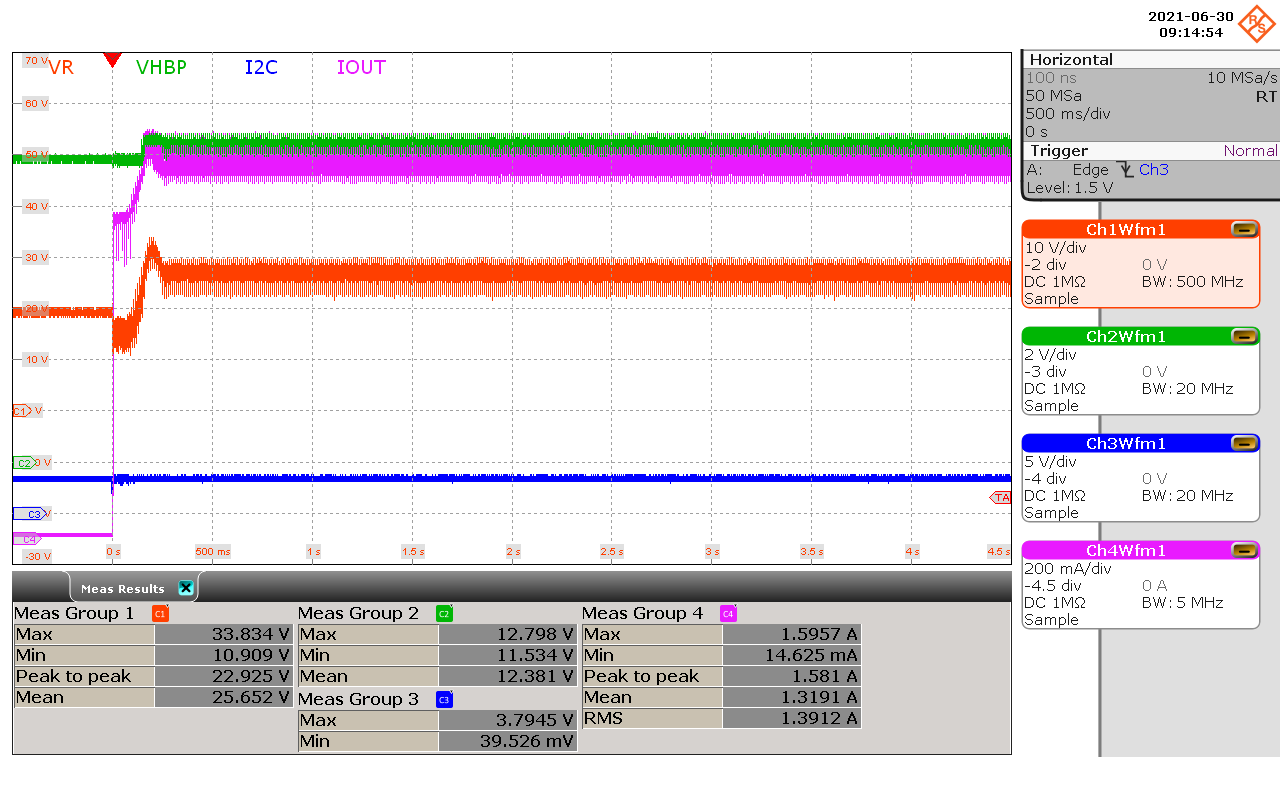 2021-06-30
09:14:54
70 V
VR
VHBP
I2C
IOUT
60 V
50 V
40 V
30 V
20 V
10 V
C1 V
C2 0 V
C3 V
C4
-30 V
TA
0 s
500 ms
1 s
1.5 s
2 s
2.5 s
3 s
3.5 s
4 s
4.5 s
Horizontal
100 ns 10 MSa/s
50 MSa RT
500 ms/div
0 s
Trigger Normal
A: Edge Ch3
Level: 1.5 V
Ch1Wfm1
10 V/div
-2 div 0 V
DC 1MΩ BW: 500 MHz
Sample
Ch2Wfm1
2 V/div
-3 div 0 V
DC 1MΩ BW: 20 MHz
Sample
Ch3Wfm1
5 V/div
-4 div 0 V
DC 1MΩ BW: 20 MHz
Sample
Ch4Wfm1
200 mA/div
-4.5 div 0 A
DC 1MΩ BW: 5 MHz
Sample
Meas Results
Meas Group 1 C1
Max 33.834 V
Min 10.909 V
Peak to peak 22.925 V
Mean 25.652 V
Meas Group 2 C2
Max 12.798 V
Min 11.534 V
Mean 12.381 V
Meas Group 3 C3
Max 3.7945 V
Min 39.526 mV
Meas Group 4 C4
Max 1.5957 A
Min 14.625 mA
Peak to peak 1.581 A
Mean 1.3191 A
RMS 1.3912 A